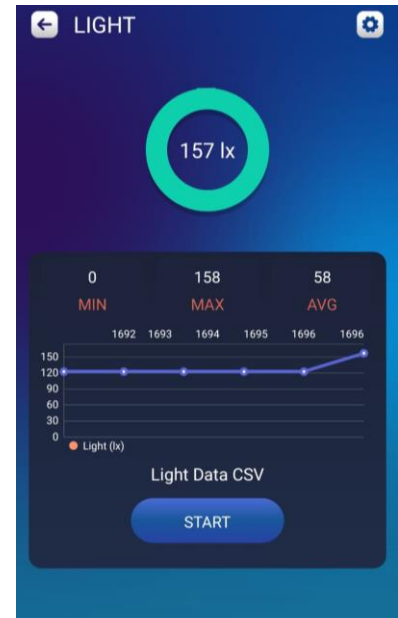 LIGHT
157 lx
0 158 58
MIN MAX AVG
1692 1693 1694 1695 1696 1696
150
120
90
60
30
0
Light (lx)
Light Data CSV
START